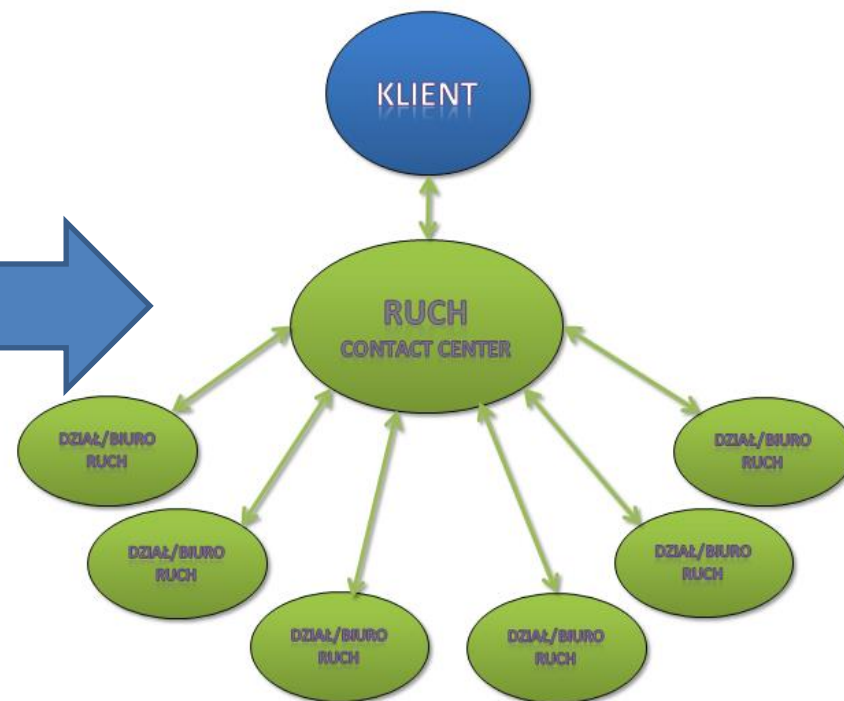 KLIENT
RUCH
CONTACT CENTER
DZIAŁ/BIURO
RUCH
DZIAŁ/BIURO
RUCH
DZIAŁ/BIURO
RUCH
DZIAŁ/BIURO
RUCH
DZIAŁ/BIURO
RUCH
DZIAŁ/BIURO
RUCH